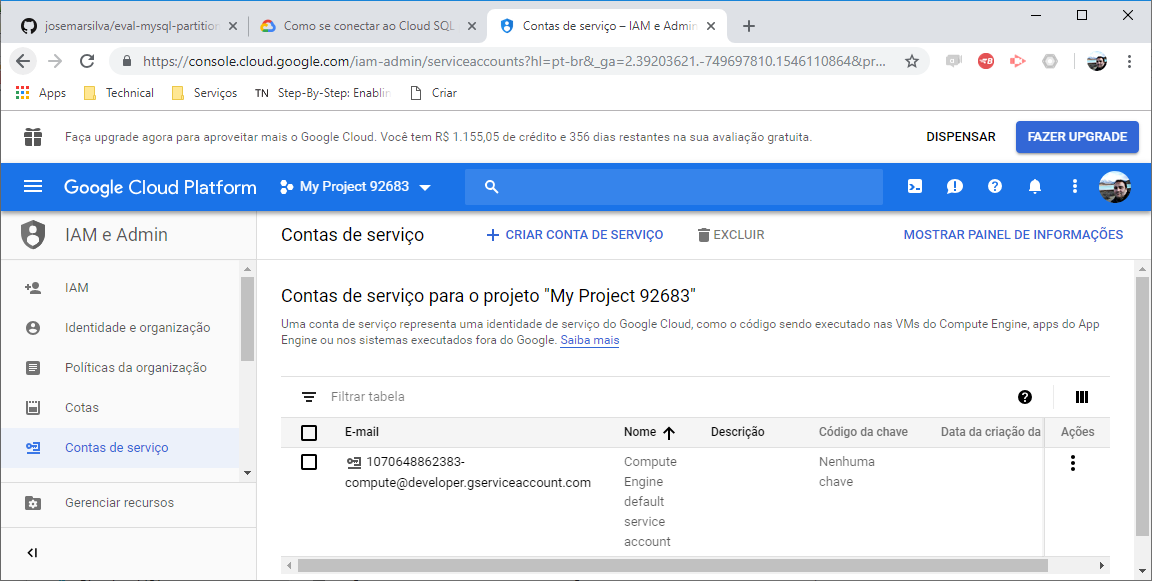 josemarsilva/eval-mysql-partition
Como se conectar ao Cloud SQL
Contas de serviço – IAM e Admin
https://console.cloud.google.com/iam-admin/serviceaccounts?hl=pt-br&_ga=2.39203621.-749697810.1546110864&pr...
Apps
Technical
Serviços
TN Step-By-Step: Enablin
Criar
Faça upgrade agora para aproveitar mais o Google Cloud. Você tem R$ 1.155,05 de crédito e 356 dias restantes na sua avaliação gratuita.
DISPENSAR
FAZER UPGRADE
Google Cloud Platform
My Project 92683
IAM e Admin
Contas de serviço
CRIAR CONTA DE SERVIÇO
EXCLUIR
MOSTRAR PAINEL DE INFORMAÇÕES
IAM
Identidade e organização
Políticas da organização
Cotas
Contas de serviço
Gerenciar recursos
Contas de serviço para o projeto "My Project 92683"
Uma conta de serviço representa uma identidade de serviço do Google Cloud, como o código sendo executado nas VMs do Compute Engine, apps do App
Engine ou nos sistemas executados fora do Google. Saiba mais
Filtrar tabela
E-mail
Nome
Descrição
Código da chave
Data da criação da
Ações
1070648862383-
compute@developer.gserviceaccount.com
Compute
Engine
default
service
account
Nenhuma
chave